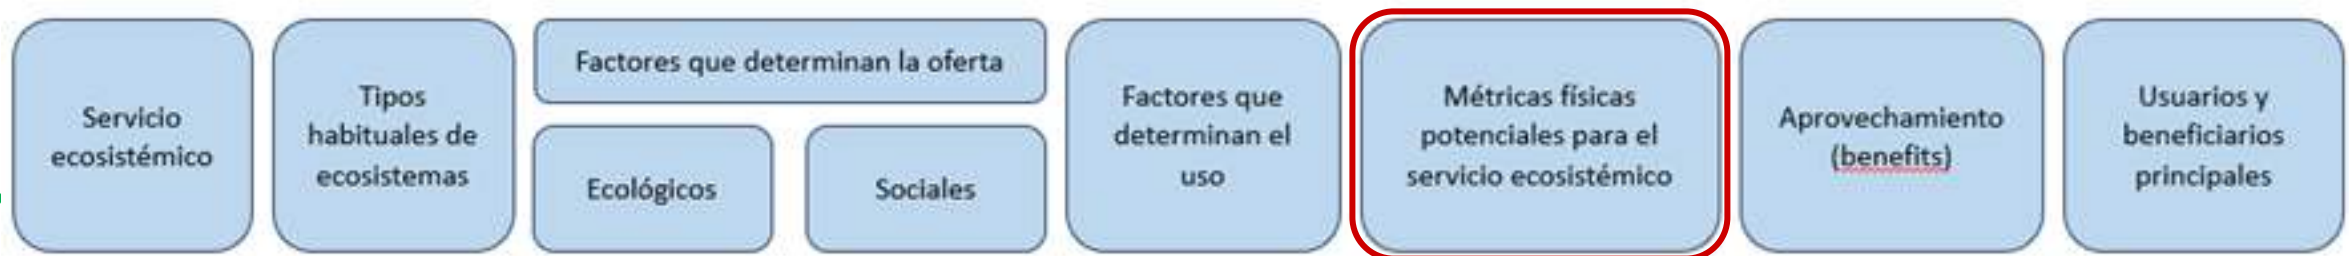 Servicio
ecosistémico
Tipos
habituales de
ecosistemas
Factores que determinan la oferta
Ecológicos
Sociales
Factores que
determinan el
uso
Métricas físicas
potenciales para el
servicio ecosistémico
Aprovechamiento
(benefits)
Usuarios y
beneficiarios
principales